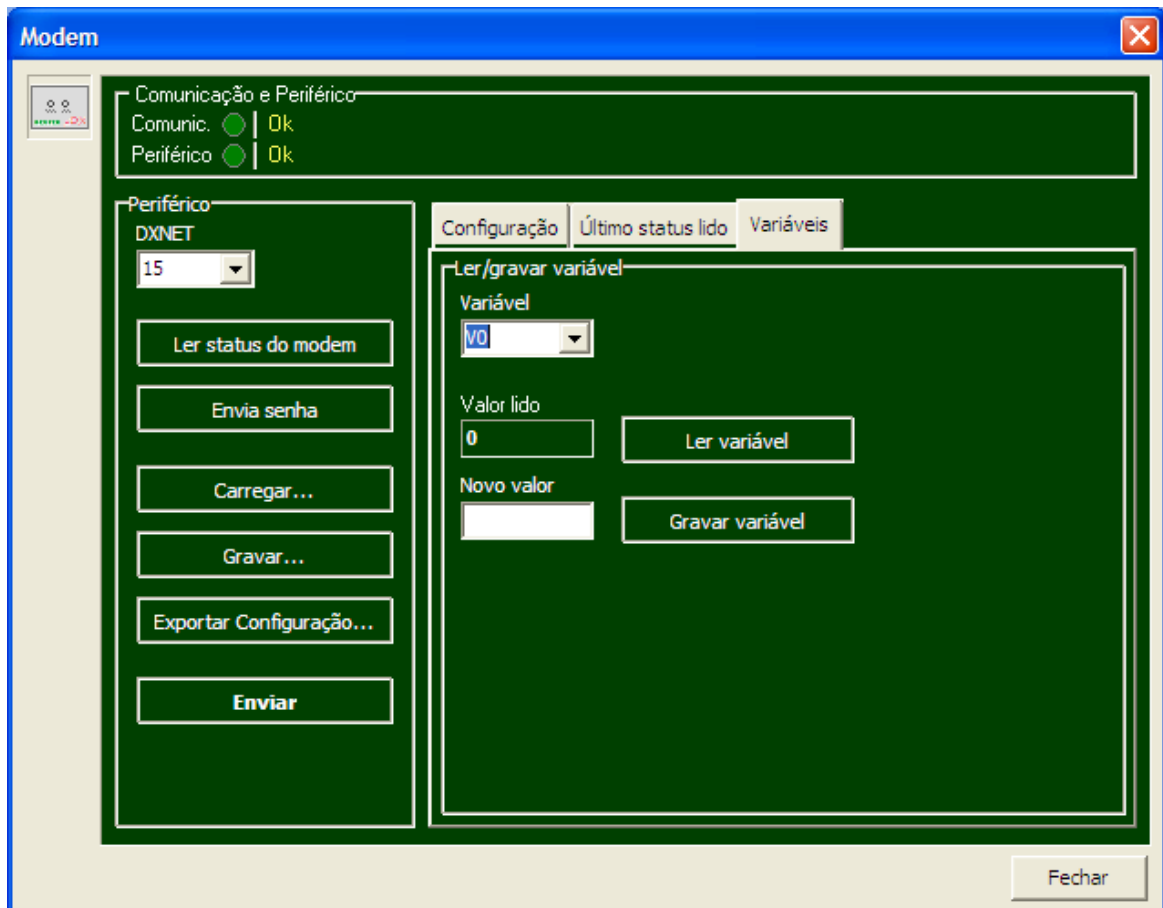 Modem
Comunicação e Periférico
Comunic. Ok
Periférico Ok
Periférico
DXNET
15
Ler status do modem
Envia senha
Carregar...
Gravar...
Exportar Configuração...
Enviar
Configuração Último status lido Variáveis
Ler/gravar variável
Variável
V0
Valor lido
0 Ler variável
Novo valor
Gravar variável
Fechar